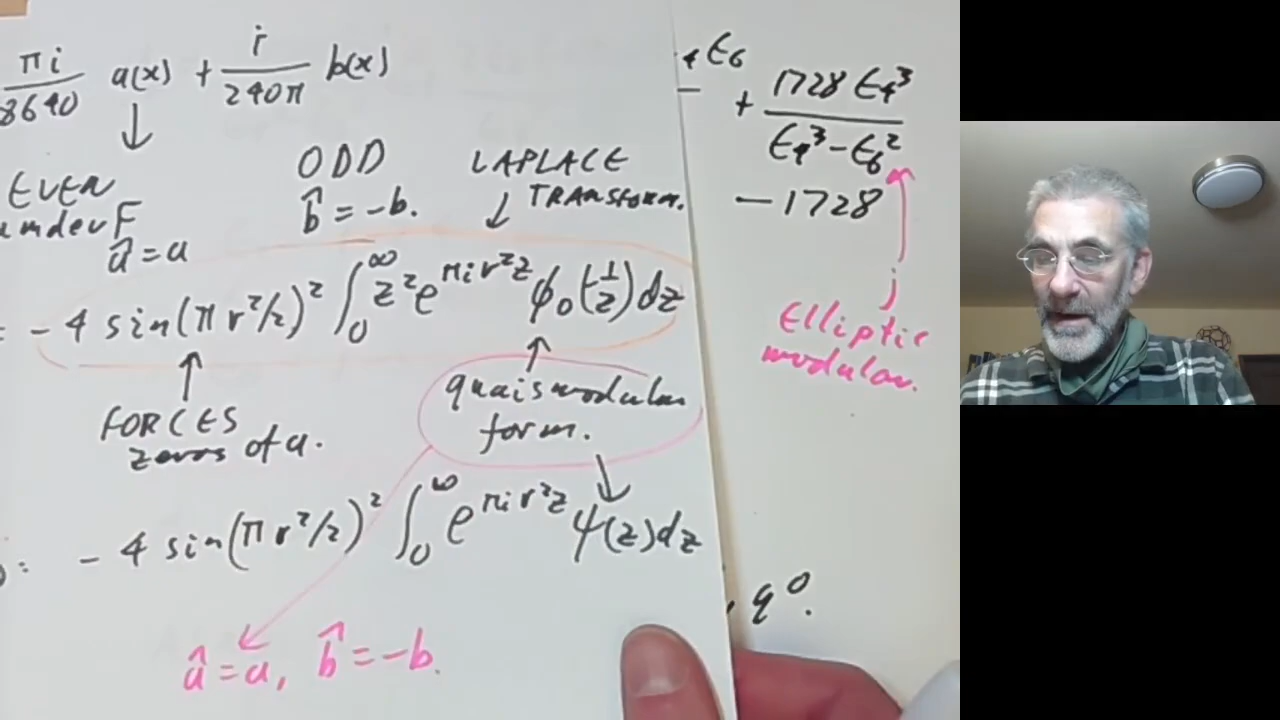 πi/8640 a(x) + i/240π b(x)
↓
EVEN
under F
â = a
ODD
b̂ = -b.
LAPLACE
↓ TRANSform.
= -4 sin(πr²/2)² ∫₀^∞ z² e^{πir²z} ϕ₀(-1/z) dz
↑
FORCES
zeros of a.
↑
quaismodular
form.
↓
: -4 sin(πr²/2)² ∫₀^∞ e^{πir²z} ψ(z) dz
â = a, b̂ = -b.
E6
+ 1728 E4³ / E4³ - E6²
- 1728
j
Elliptic
modular.
q⁰.